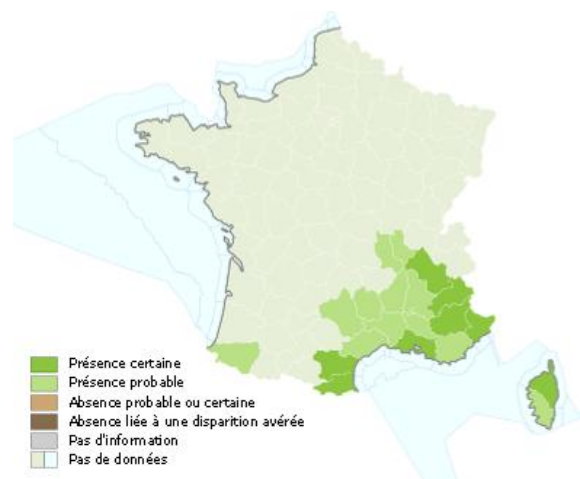 Présence certaine
Présence probable
Absence probable ou certaine
Absence liée à une disparition avérée
Pas d'information
Pas de données